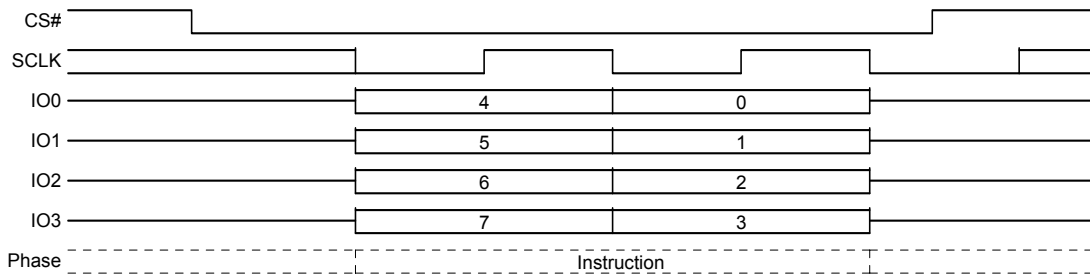 CS#
SCLK
IO0 4 0
IO1 5 1
IO2 6 2
IO3 7 3
Phase Instruction